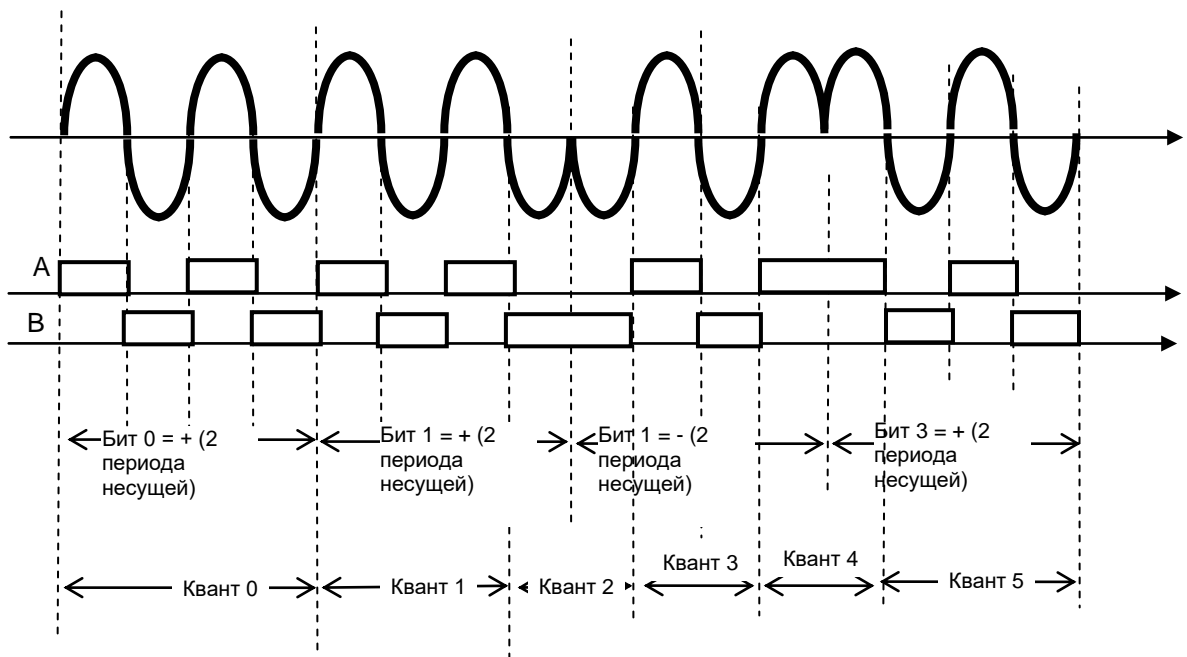 A
B
Бит 0 = + (2
периода
несущей)
Бит 1 = + (2
периода
несущей)
Бит 1 = - (2
периода
несущей)
Бит 3 = + (2
периода
несущей)
Квант 0
Квант 1
Квант 2
Квант 3
Квант 4
Квант 5